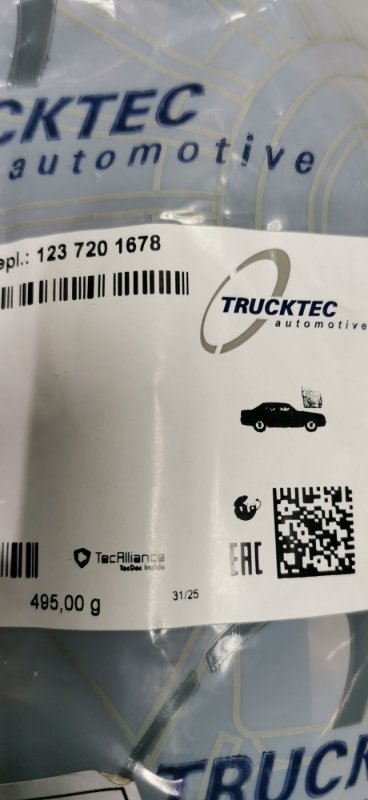 CKTEC
automotive
epl.: 123 720 1678
TRUCKTEC
automotive
TecAlliance
TecDoc Inside
EAC
495,00 g
31/25
TRUCK